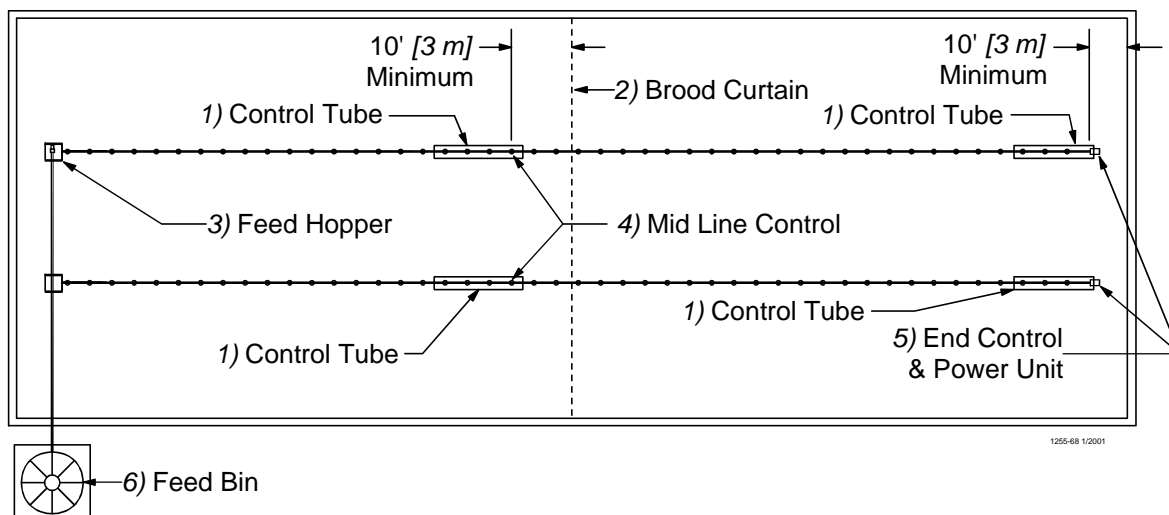 10' [3 m]
Minimum
10' [3 m]
Minimum
2) Brood Curtain
1) Control Tube
1) Control Tube
3) Feed Hopper
4) Mid Line Control
1) Control Tube
1) Control Tube
5) End Control
& Power Unit
1255-68 1/2001
6) Feed Bin